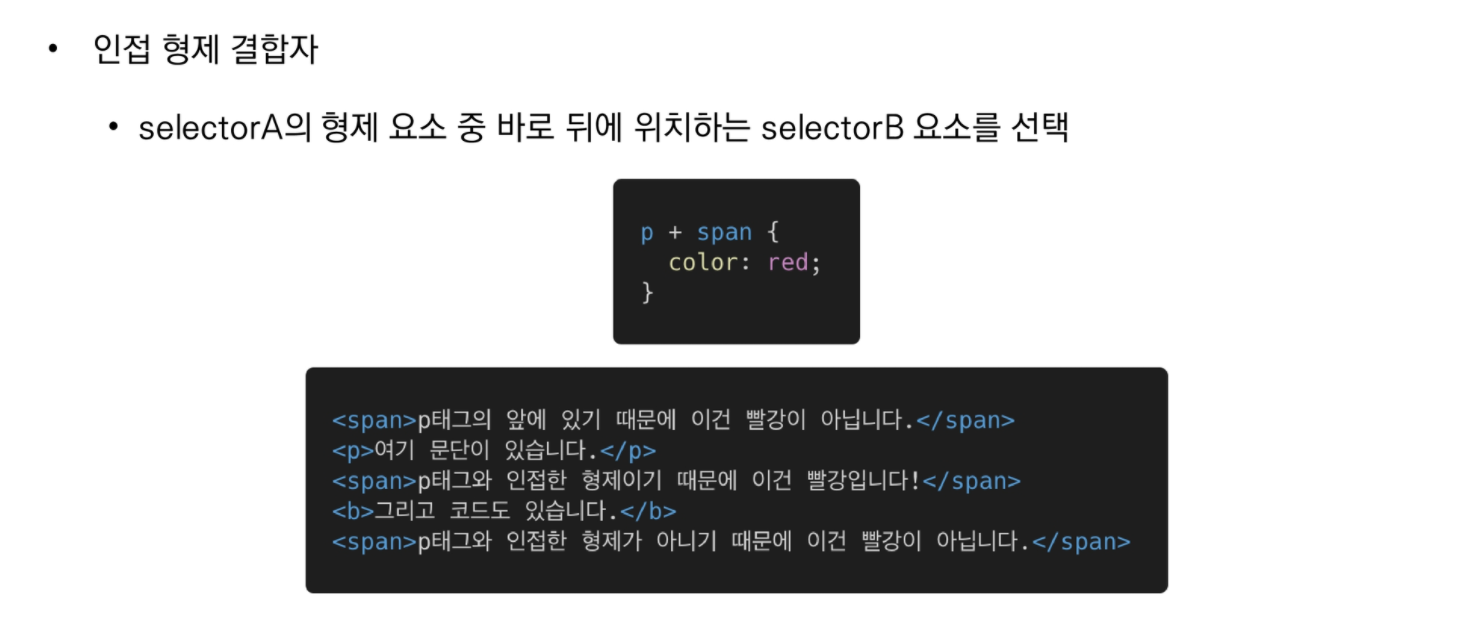 • 인접 형제 결합자
• selectorA의 형제 요소 중 바로 뒤에 위치하는 selectorB 요소를 선택
p + span {
  color: red;
}
<span>p태그의 앞에 있기 때문에 이건 빨강이 아닙니다.</span>
<p>여기 문단이 있습니다.</p>
<span>p태그와 인접한 형제이기 때문에 이건 빨강입니다!</span>
<b>그리고 코드도 있습니다.</b>
<span>p태그와 인접한 형제가 아니기 때문에 이건 빨강이 아닙니다.</span>